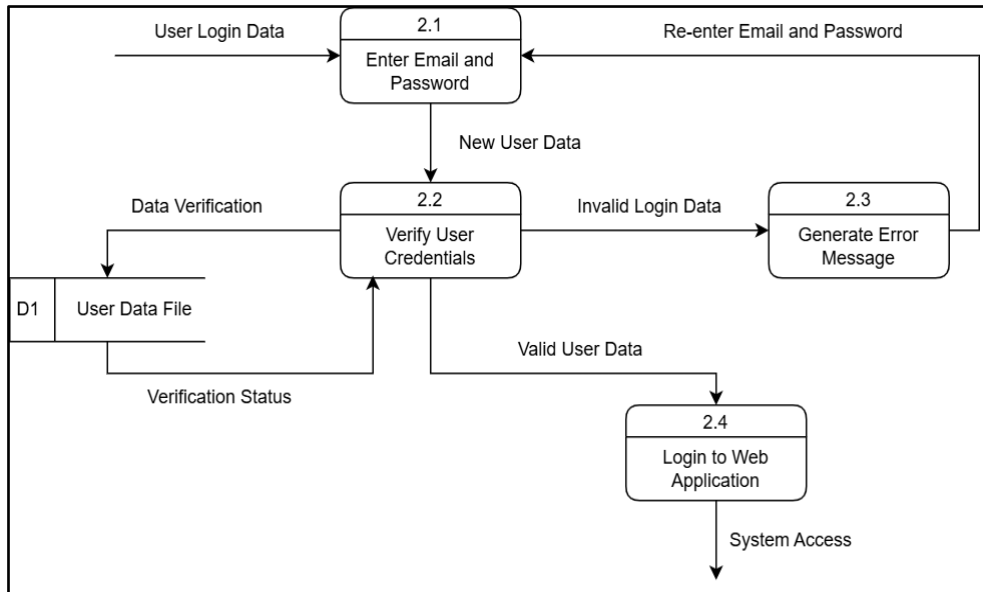 User Login Data
2.1
Enter Email and
Password
Re-enter Email and Password
New User Data
Data Verification
2.2
Verify User
Credentials
Invalid Login Data
2.3
Generate Error
Message
D1
User Data File
Verification Status
Valid User Data
2.4
Login to Web
Application
System Access